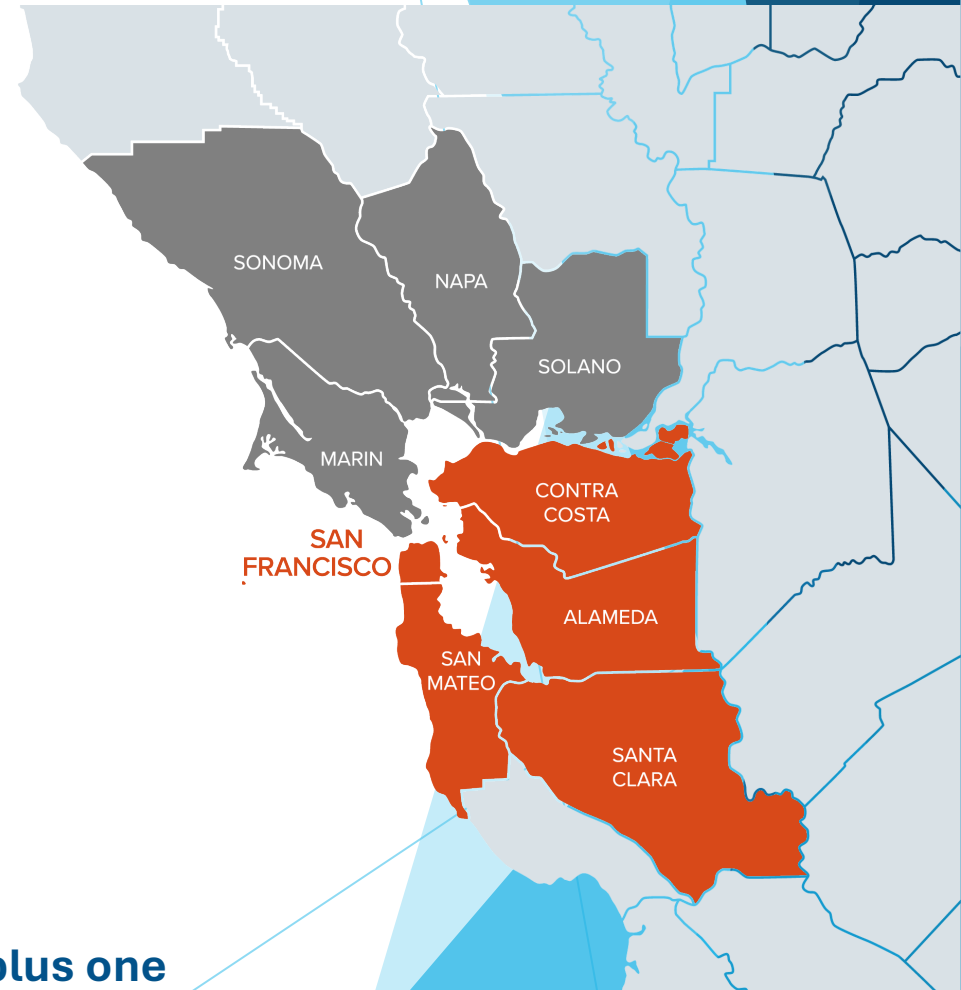 SONOMA
NAPA
SOLANO
MARIN
CONTRA
COSTA
SAN
FRANCISCO
ALAMEDA
SAN
MATEO
SANTA
CLARA
plus one